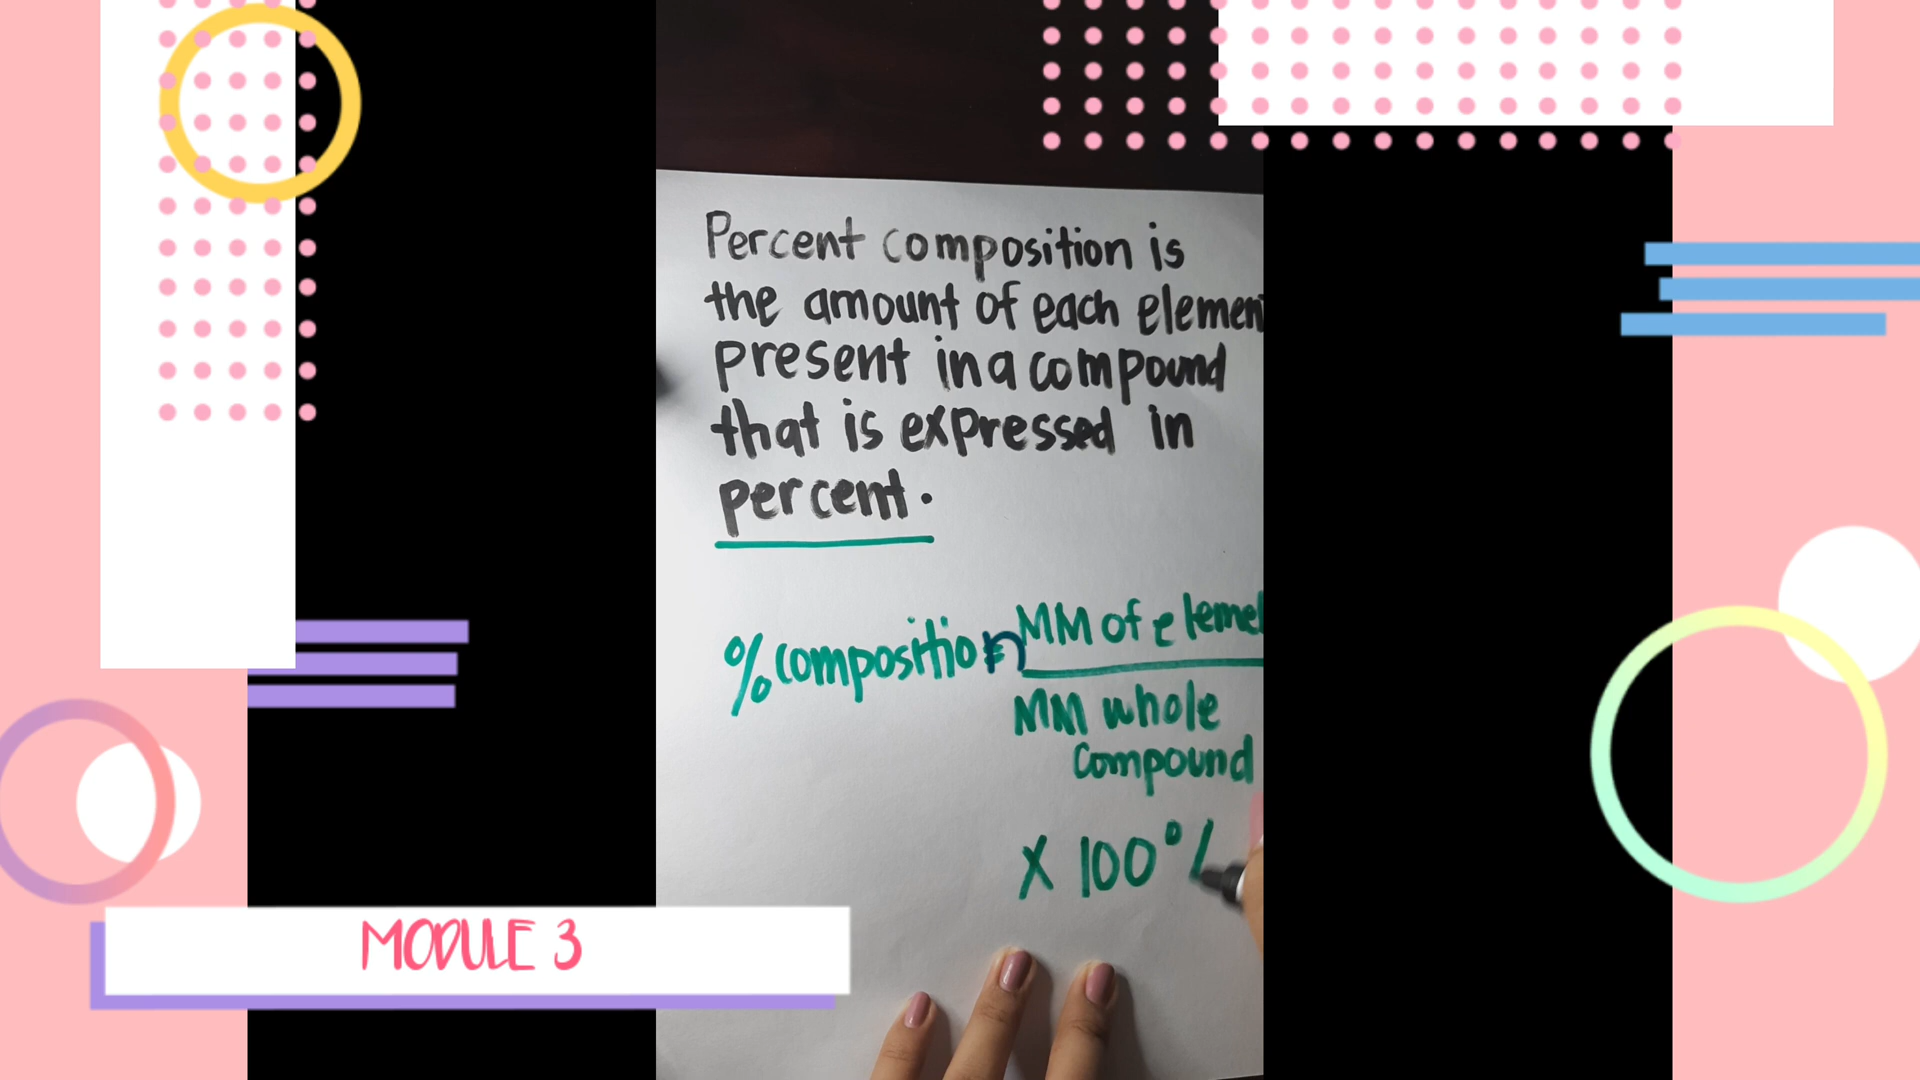 Percent composition is
the amount of each elemen
present in a compound
that is expressed in
percent.
% composition MM of eleme
MM whole
compound
X 100 %
MODULE 3